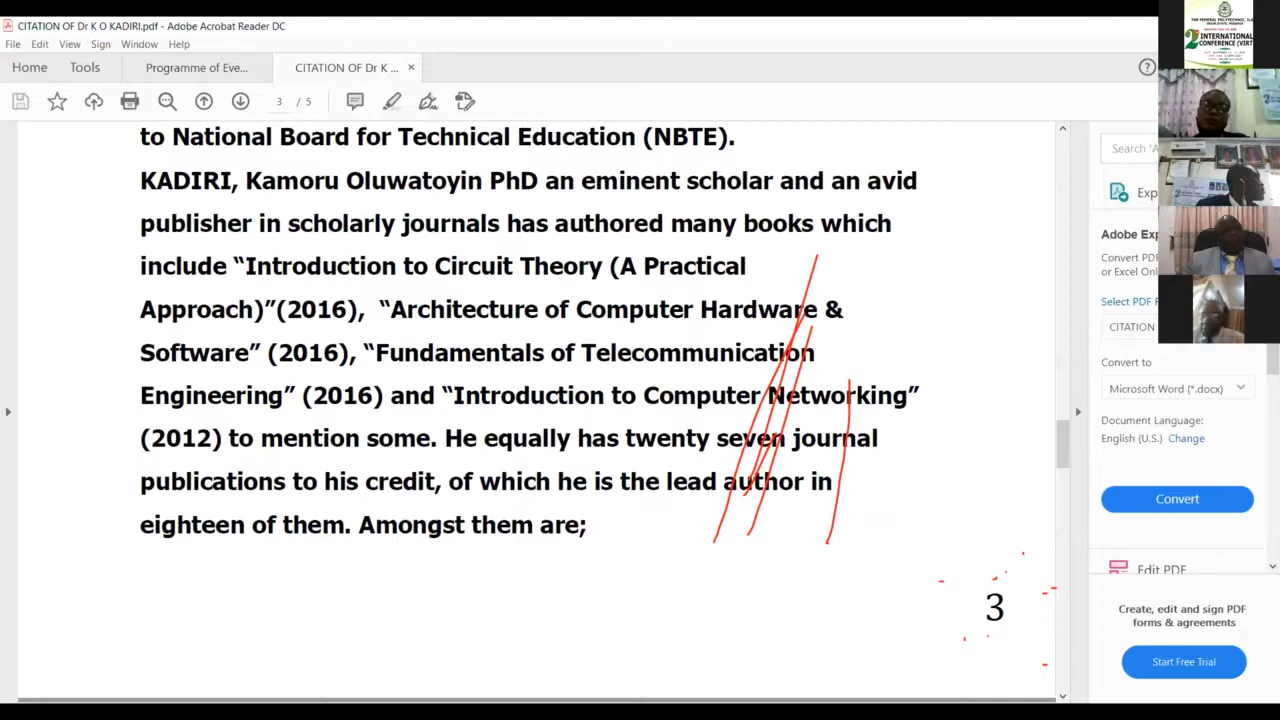 CITATION OF Dr K O KADIRI.pdf - Adobe Acrobat Reader DC
File Edit View Sign Window Help
Home Tools Programme of Eve... CITATION OF Dr K ... ×
3 / 5
to National Board for Technical Education (NBTE).
KADIRI, Kamoru Oluwatoyin PhD an eminent scholar and an avid
publisher in scholarly journals has authored many books which
include “Introduction to Circuit Theory (A Practical
Approach)”(2016), “Architecture of Computer Hardware &
Software” (2016), “Fundamentals of Telecommunication
Engineering” (2016) and “Introduction to Computer Networking”
(2012) to mention some. He equally has twenty seven journal
publications to his credit, of which he is the lead author in
eighteen of them. Amongst them are;
3
THE FEDERAL POLYTECHNIC,
2nd INTERNATIONAL
CONFERENCE (VIRT
Search 'A
Exp
Adobe Exp
Convert PDF
or Excel Onl
Select PDF F
CITATION
Convert to
Microsoft Word (*.docx)
Document Language:
English (U.S.) Change
Convert
Edit PDF
Create, edit and sign PDF
forms & agreements
Start Free Trial